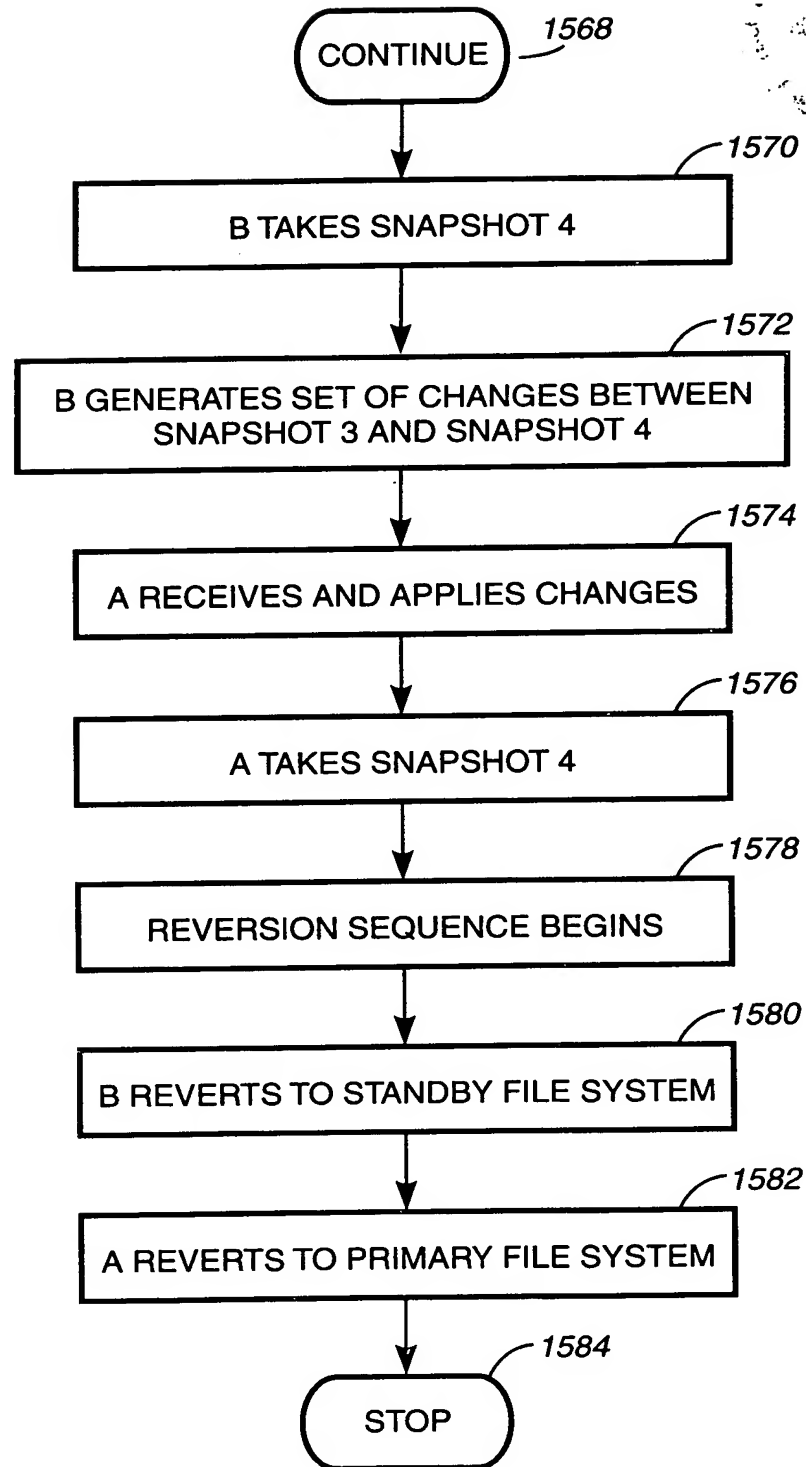 CONTINUE
1568
1570
B TAKES SNAPSHOT 4
1572
B GENERATES SET OF CHANGES BETWEEN
SNAPSHOT 3 AND SNAPSHOT 4
1574
A RECEIVES AND APPLIES CHANGES
1576
A TAKES SNAPSHOT 4
1578
REVERSION SEQUENCE BEGINS
1580
B REVERTS TO STANDBY FILE SYSTEM
1582
A REVERTS TO PRIMARY FILE SYSTEM
1584
STOP